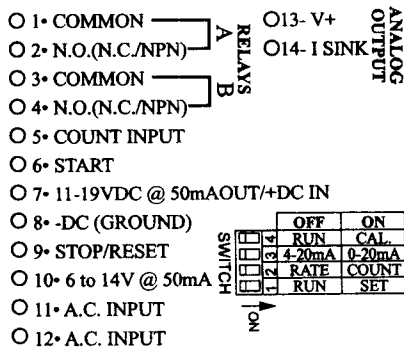 1• COMMON
2• N.O.(N.C./NPN)
3• COMMON
4• N.O.(N.C./NPN)
A
B
RELAYS
13- V+
14- I SINK
ANALOG
OUTPUT
5• COUNT INPUT
6• START
7• 11-19VDC @ 50mAOUT/+DC IN
8• -DC (GROUND)
9• STOP/RESET
10• 6 to 14V @ 50mA
11• A.C. INPUT
12• A.C. INPUT
SWITCH
OFF ON
4 RUN CAL.
3 4-20mA 0-20mA
2 RATE COUNT
1 RUN SET
ON